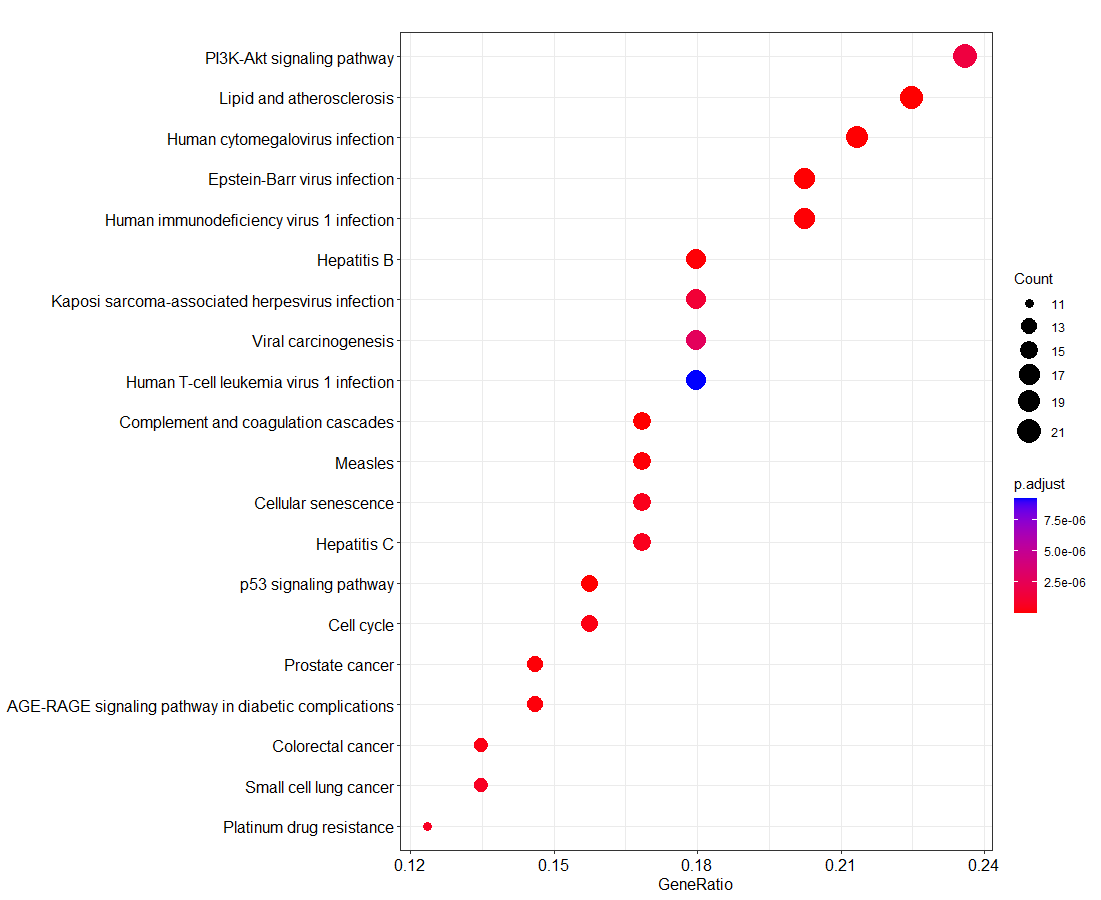 PI3K-Akt signaling pathway
Lipid and atherosclerosis
Human cytomegalovirus infection
Epstein-Barr virus infection
Human immunodeficiency virus 1 infection
Hepatitis B
Kaposi sarcoma-associated herpesvirus infection
Viral carcinogenesis
Human T-cell leukemia virus 1 infection
Complement and coagulation cascades
Measles
Cellular senescence
Hepatitis C
p53 signaling pathway
Cell cycle
Prostate cancer
AGE-RAGE signaling pathway in diabetic complications
Colorectal cancer
Small cell lung cancer
Platinum drug resistance
0.12 0.15 0.18 0.21 0.24
GeneRatio
Count
11
13
15
17
19
21
p.adjust
7.5e-06
5.0e-06
2.5e-06